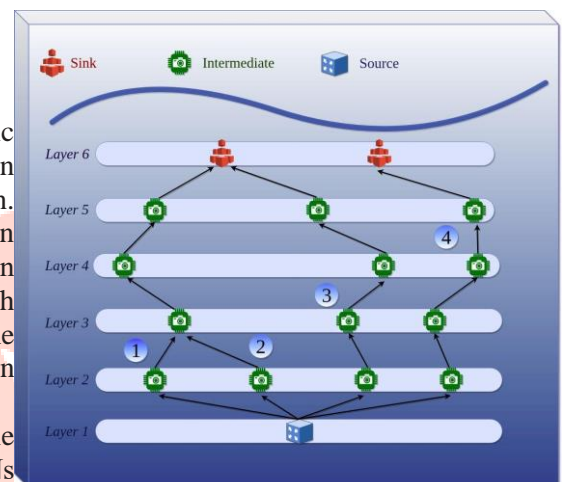 Sink Intermediate Source
Layer 6
Layer 5
4
Layer 4
3
Layer 3
1 2
Layer 2
Layer 1